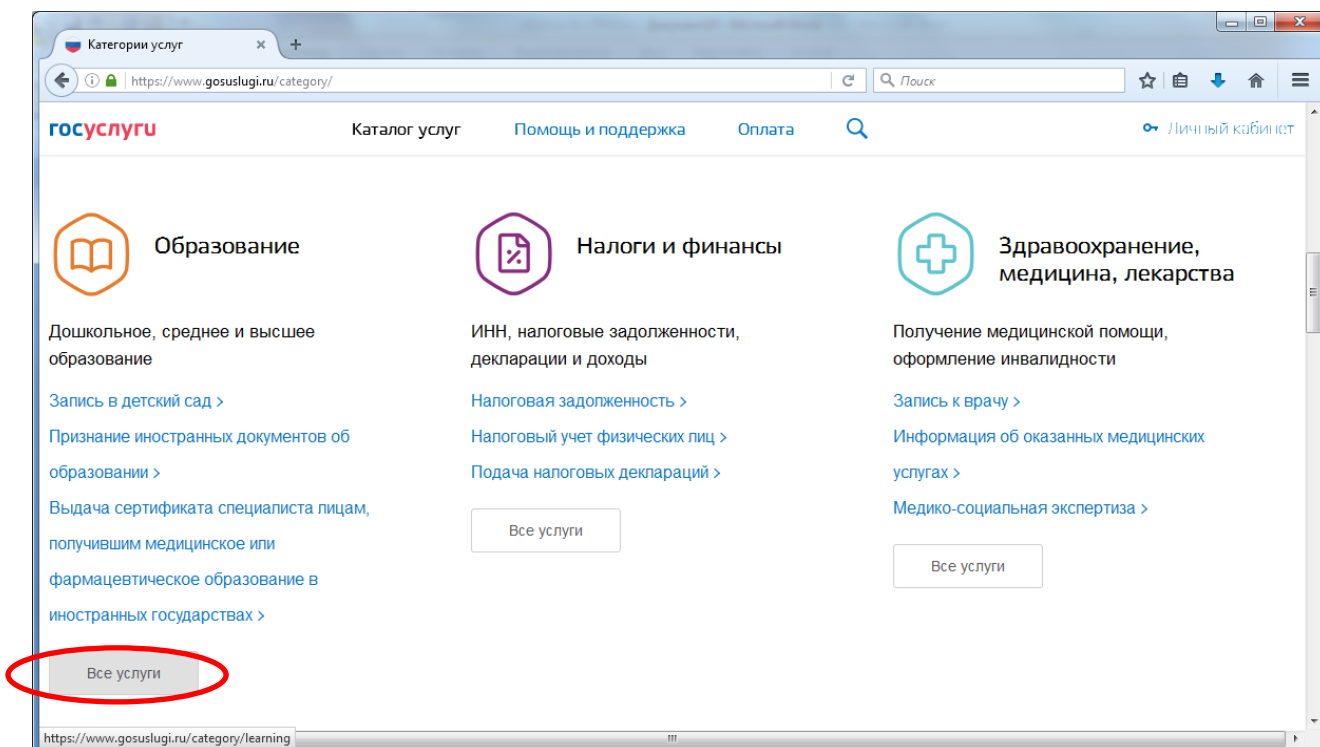 Категории услуг
https://www.gosuslugi.ru/category/
Поиск
госуслуги
Каталог услуг
Помощь и поддержка
Оплата
Личный кабинет
Образование
Дошкольное, среднее и высшее
образование
Запись в детский сад >
Признание иностранных документов об
образовании >
Выдача сертификата специалиста лицам,
получившим медицинское или
фармацевтическое образование в
иностранных государствах >
Все услуги
Налоги и финансы
ИНН, налоговые задолженности,
декларации и доходы
Налоговая задолженность >
Налоговый учет физических лиц >
Подача налоговых деклараций >
Все услуги
Здравоохранение,
медицина, лекарства
Получение медицинской помощи,
оформление инвалидности
Запись к врачу >
Информация об оказанных медицинских
услугах >
Медико-социальная экспертиза >
Все услуги
https://www.gosuslugi.ru/category/learning